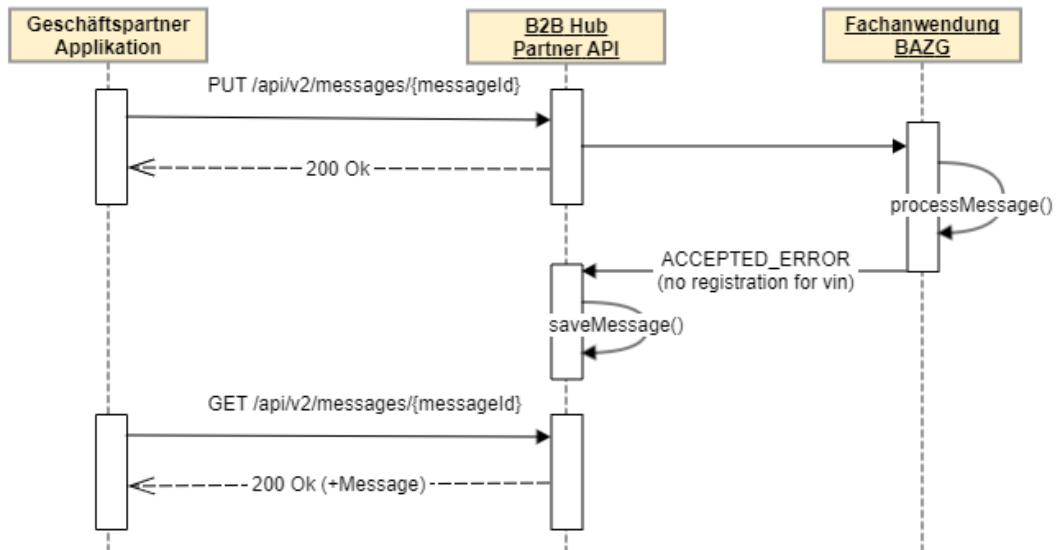 Geschäftspartner
Applikation
B2B Hub
Partner API
Fachanwendung
BAZG
PUT /api/v2/messages/{messageId}
200 Ok
processMessage()
ACCEPTED_ERROR
(no registration for vin)
saveMessage()
GET /api/v2/messages/{messageId}
200 Ok (+Message)